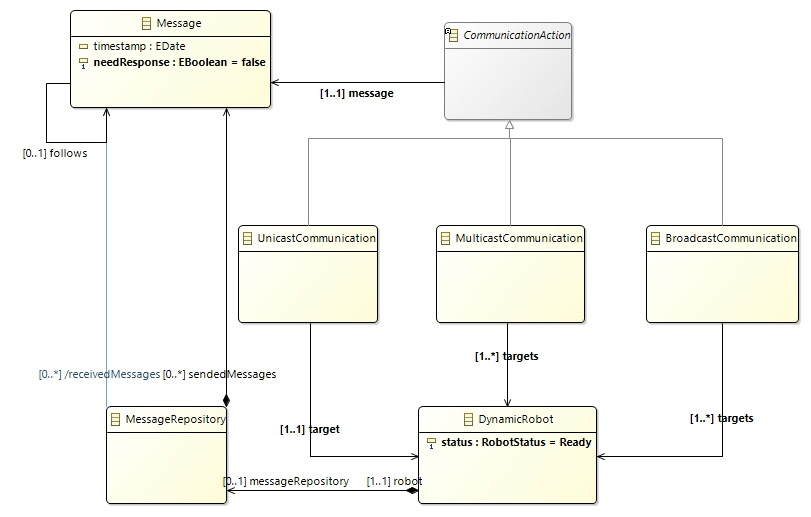 Message
timestamp : EDate
needResponse : EBoolean = false
CommunicationAction
[1..1] message
[0..1] follows
UnicastCommunication
MulticastCommunication
BroadcastCommunication
[1..*] targets
[0..*] /receivedMessages
[0..*] sendedMessages
MessageRepository
DynamicRobot
[1..*] targets
[1..1] target
status : RobotStatus = Ready
[0..1] messageRepository
[1..1] robot